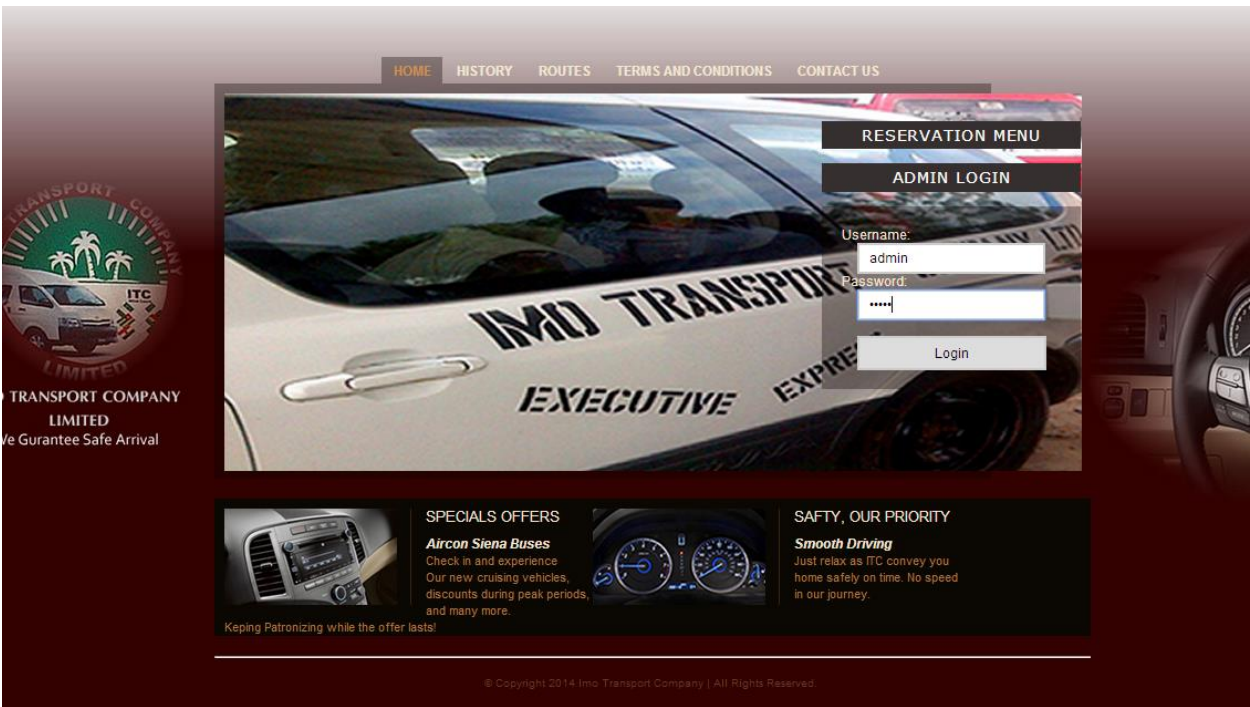 HOME HISTORY ROUTES TERMS AND CONDITIONS CONTACT US
RESERVATION MENU
ADMIN LOGIN
Username:
admin
Password:
•••••
Login
IMO TRANSPORT
LTD
EXECUTIVE EXPRE
TRANSPORT COMPANY
ITC
LIMITED
TRANSPORT COMPANY
LIMITED
e Gurantee Safe Arrival
SPECIALS OFFERS
Aircon Siena Buses
Check in and experience
Our new cruising vehicles,
discounts during peak periods,
and many more.
Keping Patronizing while the offer lasts!
SAFTY, OUR PRIORITY
Smooth Driving
Just relax as ITC convey you
home safely on time. No speed
in our journey.
© Copyright 2014 Imo Transport Company | All Rights Reserved.